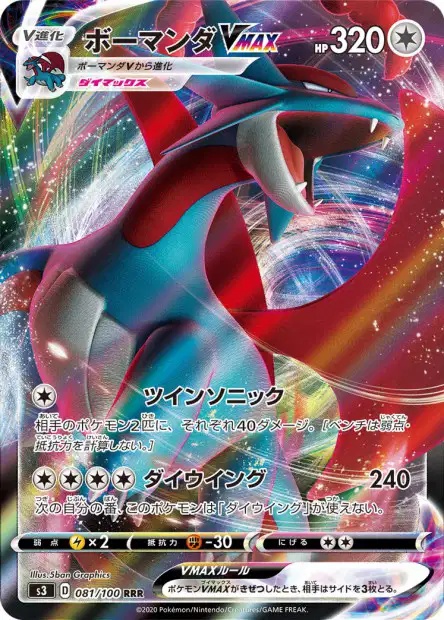 V進化
ボーマンダVMAX
HP 320
ボーマンダVから進化
ダイマックス
ツインソニック
相手のポケモン2匹に、それぞれ40ダメージ。[ベンチは弱点・
抵抗力を計算しない。]
ダイウイング 240
次の自分の番、このポケモンは「ダイウイング」が使えない。
弱点 ×2 抵抗力 -30 にげる
Illus. 5ban Graphics
VMAXルール
s3 D 081/100 RRR
ポケモンVMAXがきぜつしたとき、相手はサイドを3枚とる。
©2020 Pokémon/Nintendo/Creatures/GAME FREAK.